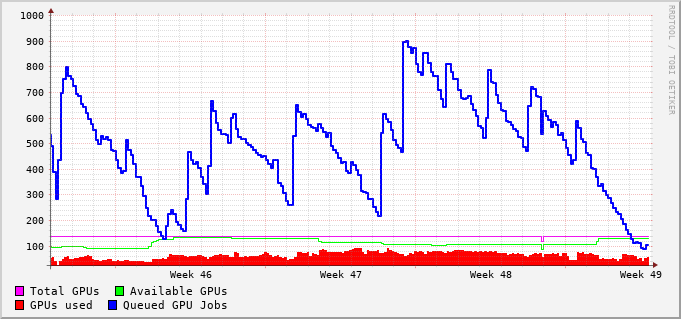 1000
900
800
700
600
500
400
300
200
100
Week 46 Week 47 Week 48 Week 49
Total GPUs Available GPUs
GPUs used Queued GPU Jobs
RRDTOOL / TOBI OETIKER